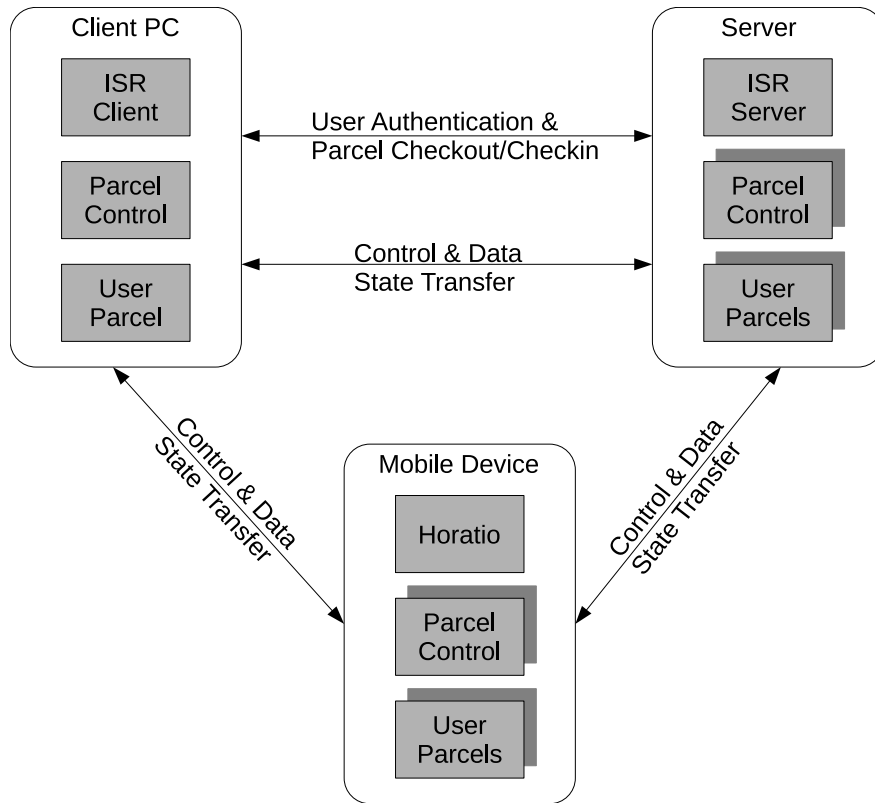 Client PC
ISR
Client
Parcel
Control
User
Parcel
User Authentication &
Parcel Checkout/Checkin
Control & Data
State Transfer
Server
ISR
Server
Parcel
Control
User
Parcels
Control & Data
State Transfer
Control & Data
State Transfer
Mobile Device
Horatio
Parcel
Control
User
Parcels